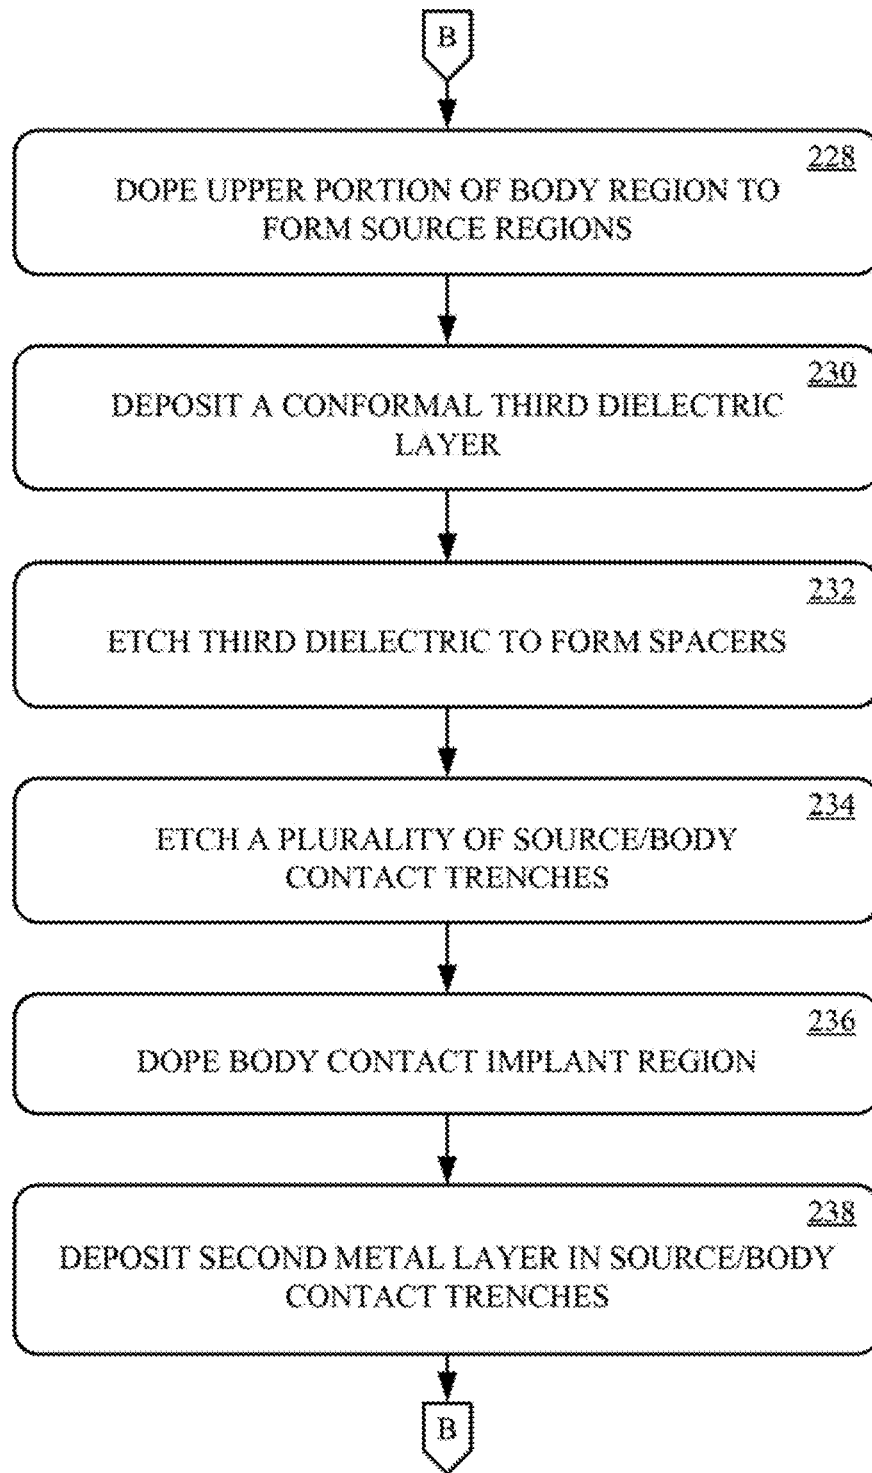 B
228
DOPE UPPER PORTION OF BODY REGION TO
FORM SOURCE REGIONS
230
DEPOSIT A CONFORMAL THIRD DIELECTRIC
LAYER
232
ETCH THIRD DIELECTRIC TO FORM SPACERS
234
ETCH A PLURALITY OF SOURCE/BODY
CONTACT TRENCHES
236
DOPE BODY CONTACT IMPLANT REGION
238
DEPOSIT SECOND METAL LAYER IN SOURCE/BODY
CONTACT TRENCHES
B